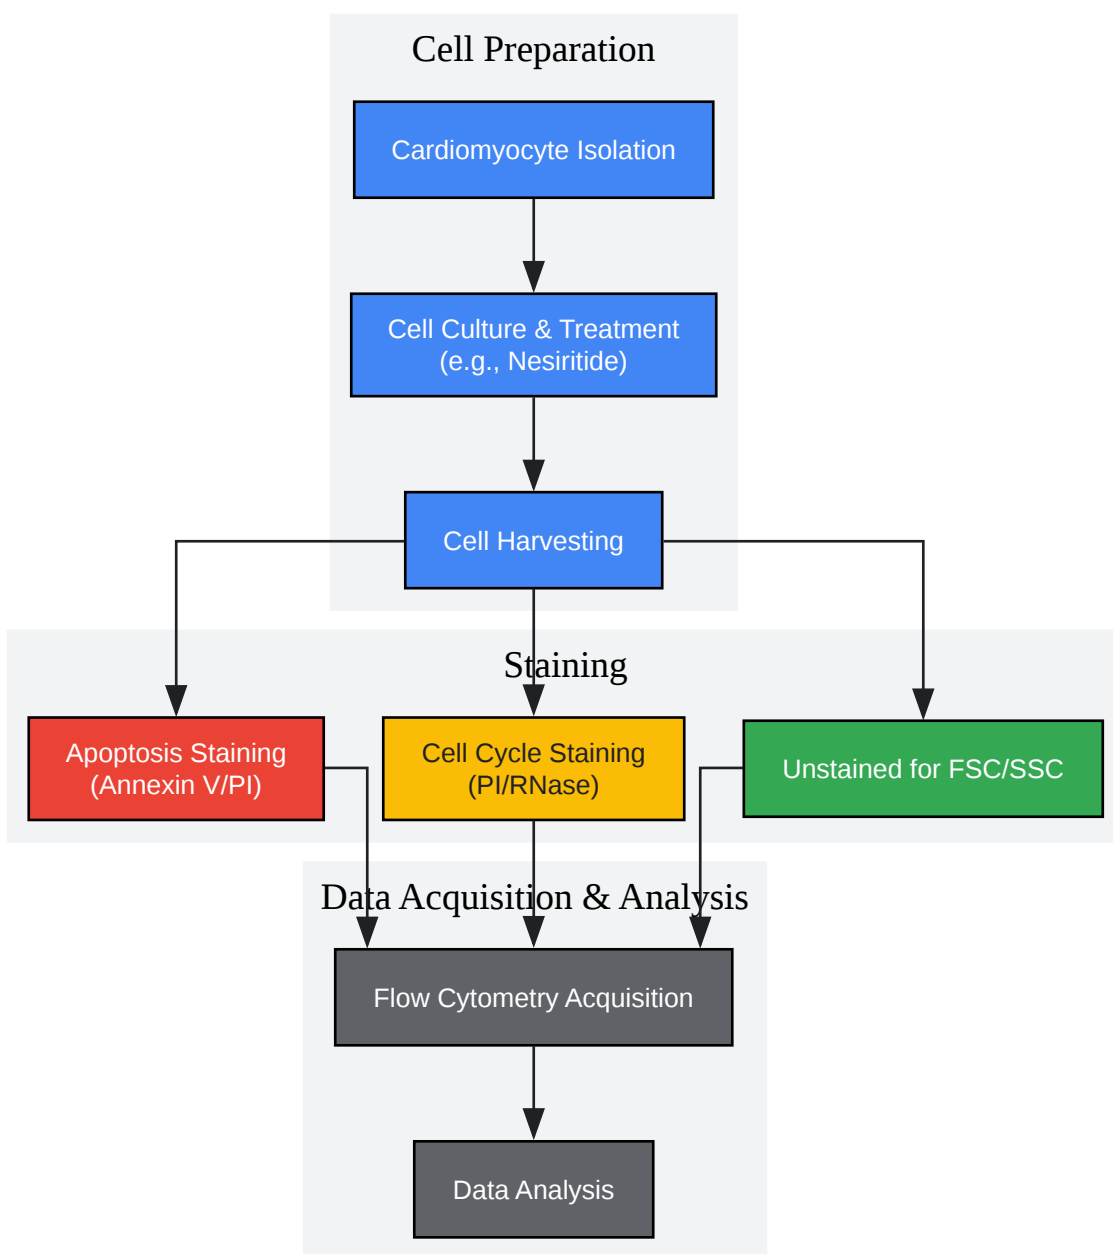 Cell Preparation
Cardiomyocyte Isolation
Cell Culture & Treatment
(e.g., Nesiritide)
Cell Harvesting
Staining
Apoptosis Staining
(Annexin V/PI)
Cell Cycle Staining
(PI/RNase)
Unstained for FSC/SSC
Data Acquisition & Analysis
Flow Cytometry Acquisition
Data Analysis